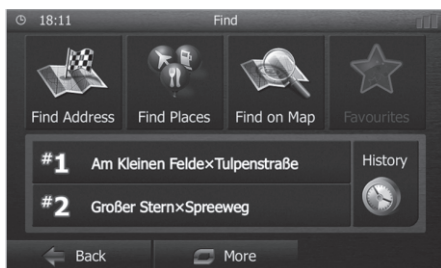 18:11 Find
Find Address Find Places Find on Map Favourites
#1 Am Kleinen Felde×Tulpenstraße History
#2 Großer Stern×Spreeweg
Back More